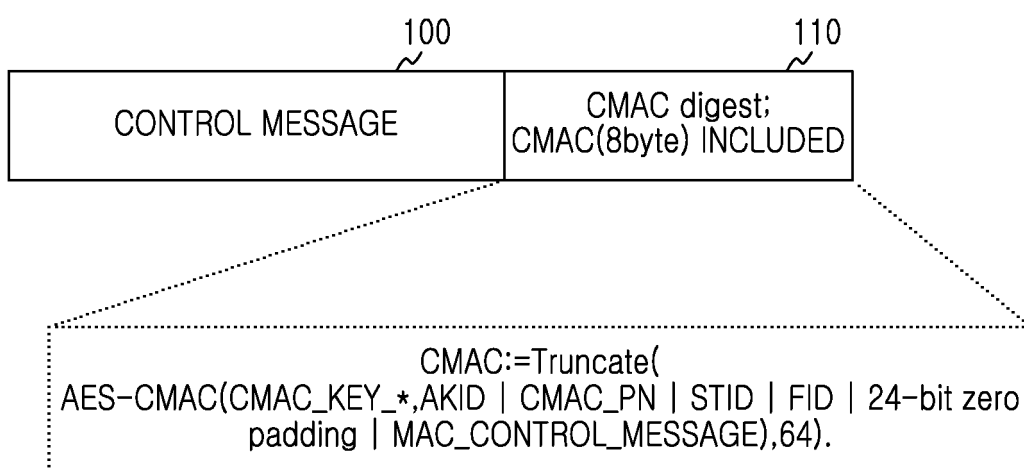 100
110
CONTROL MESSAGE
CMAC digest;
CMAC(8byte) INCLUDED
CMAC:=Truncate(
AES-CMAC(CMAC_KEY_*,AKID | CMAC_PN | STID | FID | 24-bit zero
padding | MAC_CONTROL_MESSAGE),64).